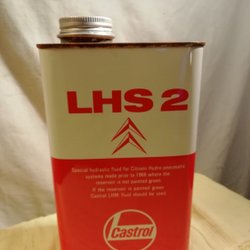 LHS 2
Special hydraulic fluid for Citroën Hydro pneumatic
systems made prior to 1969 where the
reservoir is not painted green
If the reservoir is painted green
Castrol LHM fluid should be used
Castrol